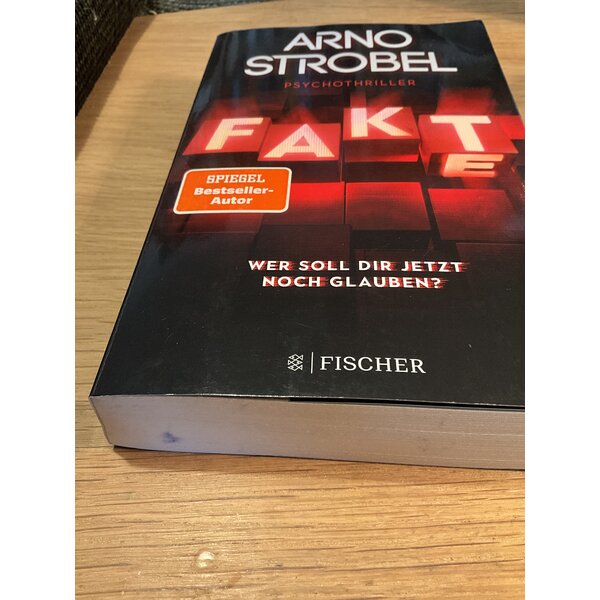 ARNO
STROBEL
PSYCHOTHRILLER
FAKT
E
SPIEGEL
Bestseller-
Autor
WER SOLL DIR JETZT
NOCH GLAUBEN?
FISCHER